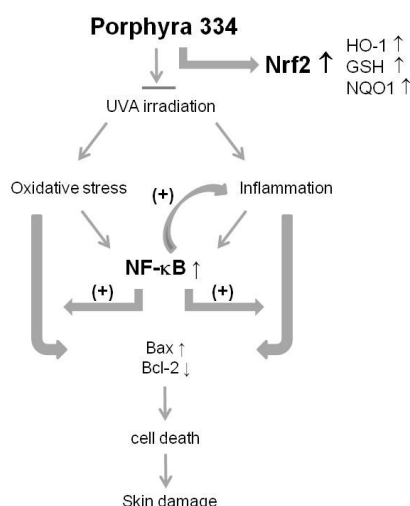 Porphyra 334
Nrf2 ↑
HO-1 ↑
GSH ↑
NQO1 ↑
UVA irradiation
Oxidative stress
(+)
Inflammation
NF-κB ↑
(+)
(+)
Bax ↑
Bcl-2 ↓
cell death
Skin damage